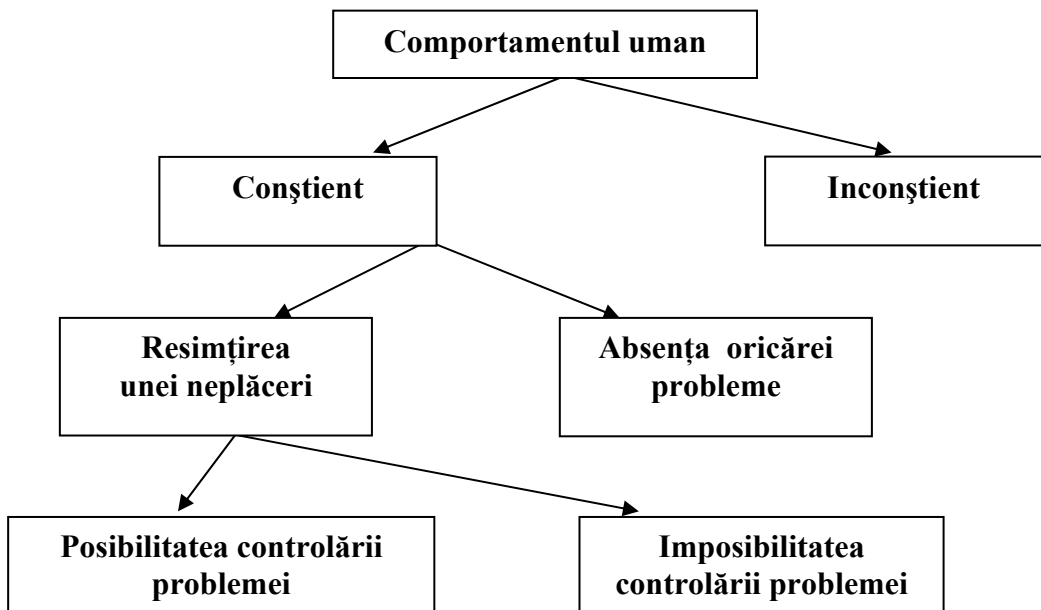 Comportamentul uman
Conştient
Inconştient
Resimțirea
unei neplăceri
Absența oricărei
probleme
Posibilitatea controlării
problemei
Imposibilitatea
controlării problemei